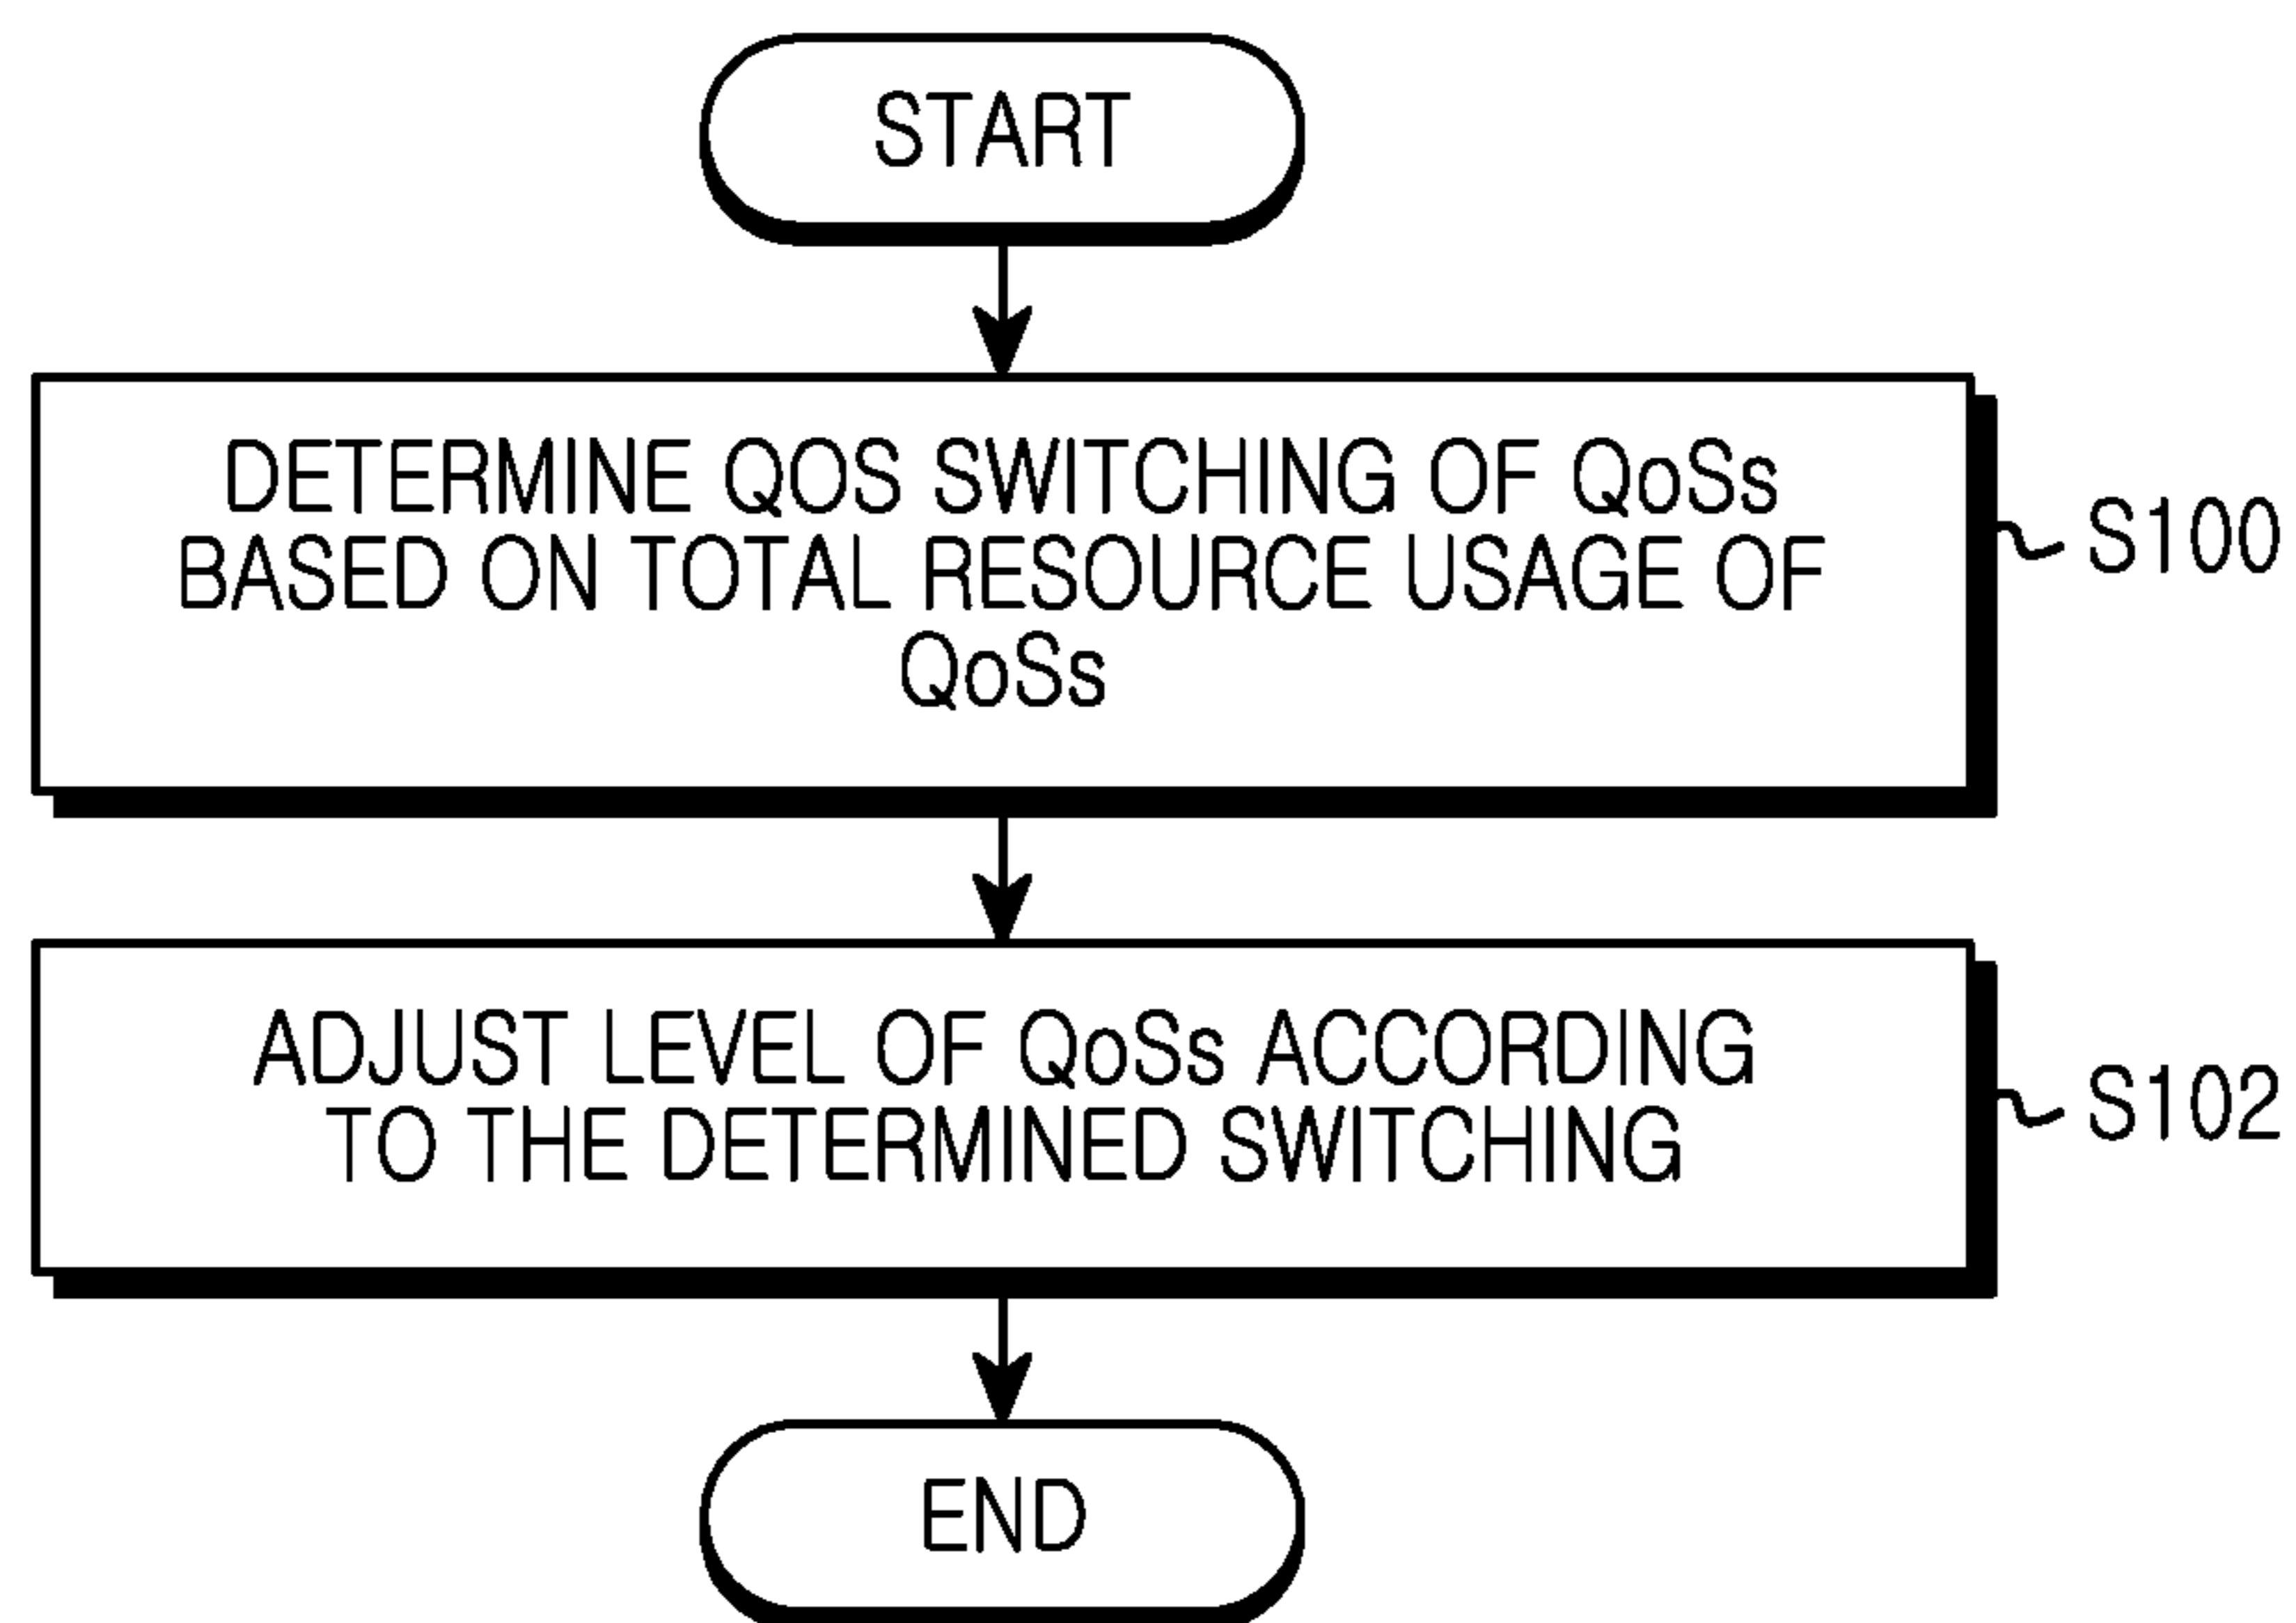 START
DETERMINE QOS SWITCHING OF QoSs
BASED ON TOTAL RESOURCE USAGE OF
QoSs
S100
ADJUST LEVEL OF QoSs ACCORDING
TO THE DETERMINED SWITCHING
S102
END